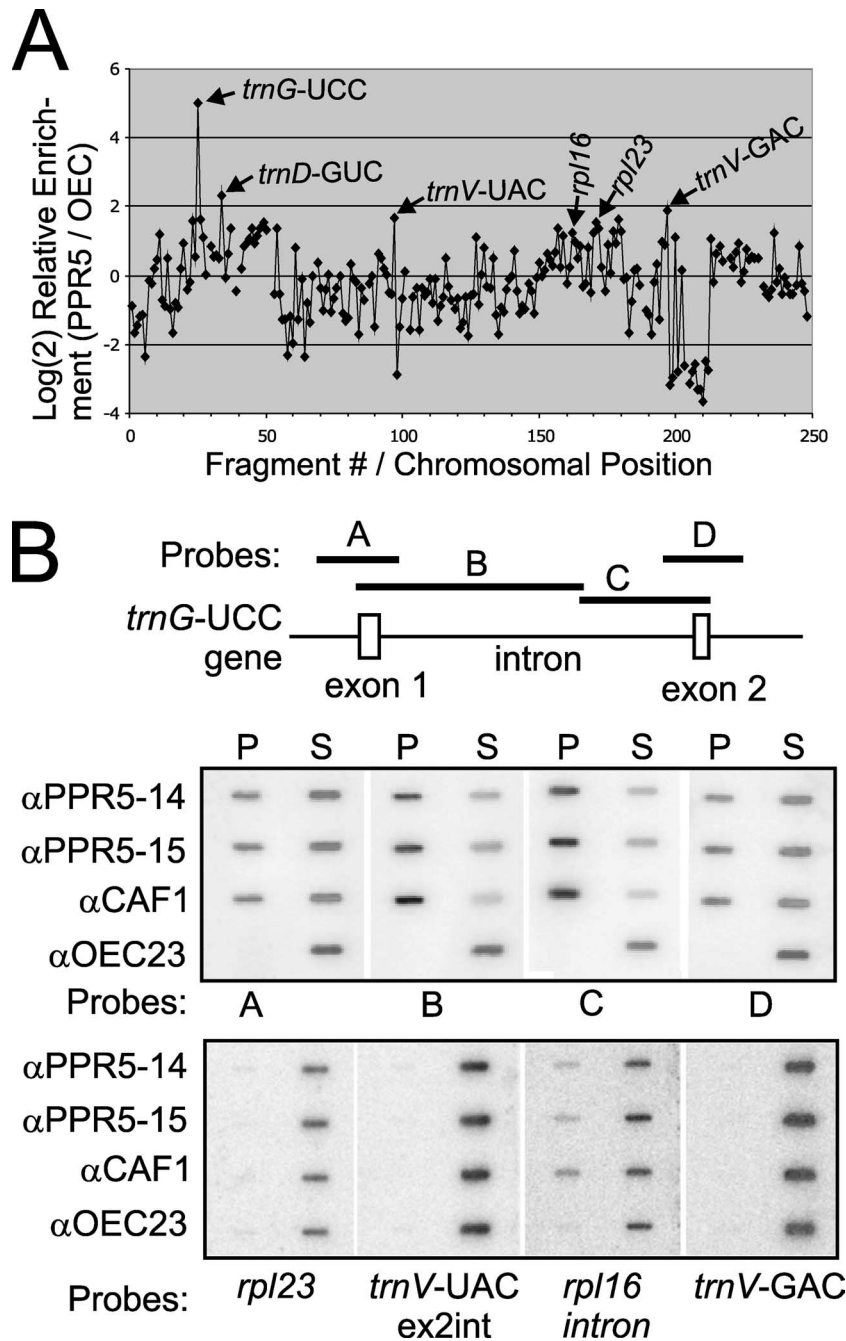 A
Log(2) Relative Enrich-
ment (PPR5 / OEC)
6
4
2
0
-2
-4
trnG-UCC
trnD-GUC
trnV-UAC
rpl16
rpl23
trnV-GAC
0 50 100 150 200 250
Fragment # / Chromosomal Position
B
Probes: A B C D
trnG-UCC
gene
exon 1 intron exon 2
P S P S P S P S
αPPR5-14
αPPR5-15
αCAF1
αOEC23
Probes: A B C D
αPPR5-14
αPPR5-15
αCAF1
αOEC23
Probes: rpl23 trnV-UAC rpl16 trnV-GAC
ex2int intron